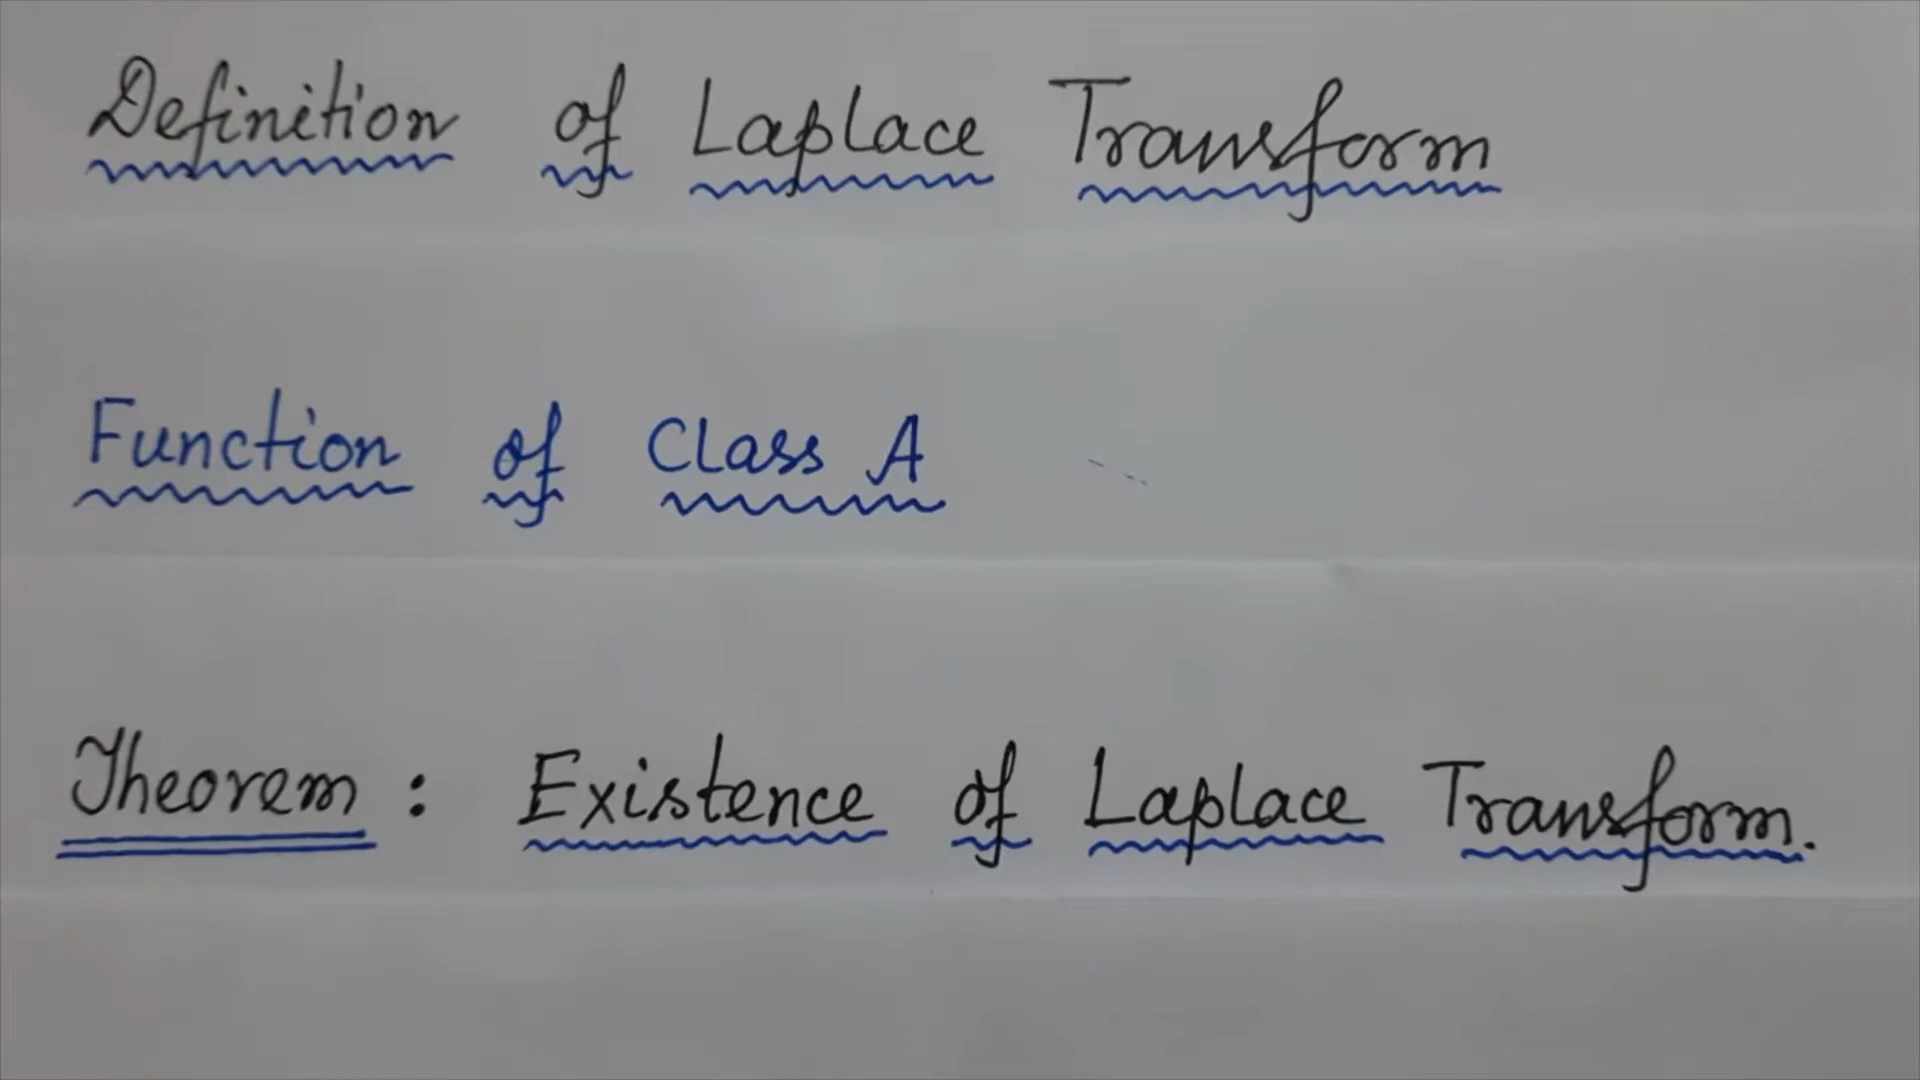 Definition of Laplace Transform
Function of Class A
Theorem : Existence of Laplace Transform.